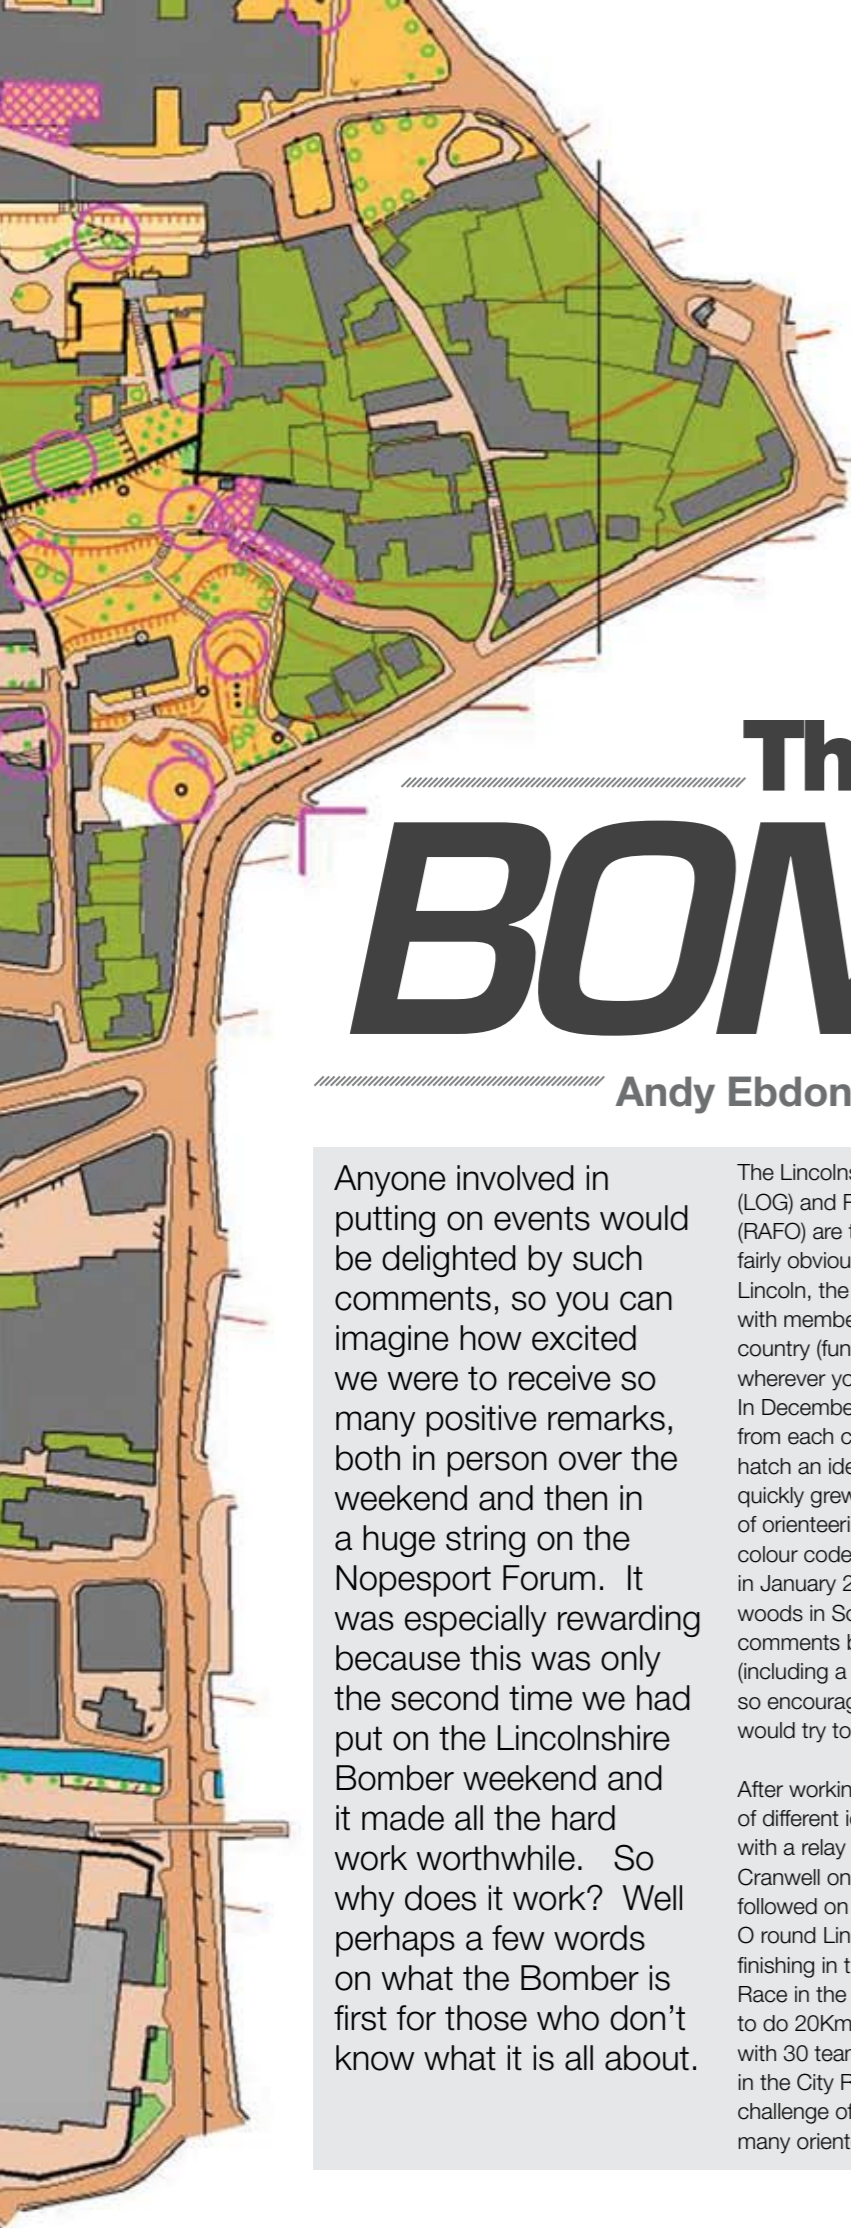 Th
BOM
Andy Ebdon
Anyone involved in
putting on events would
be delighted by such
comments, so you can
imagine how excited
we were to receive so
many positive remarks,
both in person over the
weekend and then in
a huge string on the
Nopesport Forum.  It
was especially rewarding
because this was only
the second time we had
put on the Lincolnshire
Bomber weekend and
it made all the hard
work worthwhile.   So
why does it work?  Well
perhaps a few words
on what the Bomber is
first for those who don't
know what it is all about.
The Lincolns
(LOG) and
(RAFO) are
fairly obviou
Lincoln, the
with membe
country (fun
wherever yo
In Decembe
from each c
hatch an ide
quickly grew
of orienteeri
colour code
in January 2
woods in Sc
comments b
(including a
so encourag
would try to
After workin
of different i
with a relay
Cranwell on
followed on
O round Lin
finishing in t
Race in the
to do 20Km
with 30 tear
in the City R
challenge of
many orient